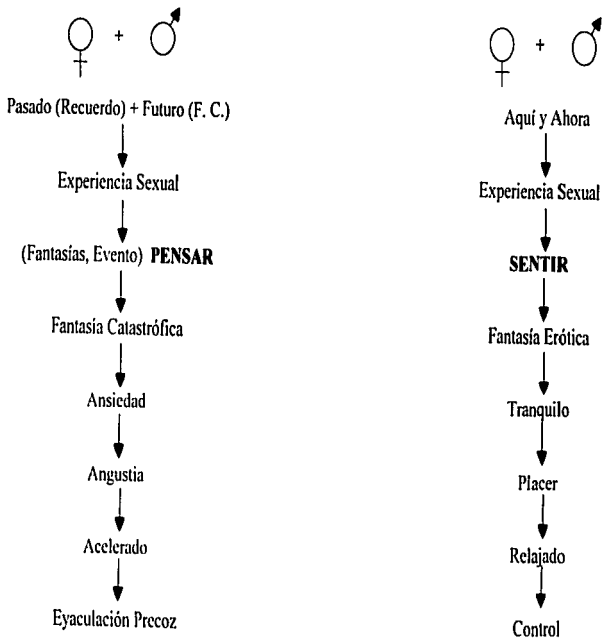 Pasado (Recuerdo) + Futuro (F. C.)
Experiencia Sexual
(Fantasías, Evento) PENSAR
Fantasía Catastrófica
Ansiedad
Angustia
Acelerado
Eyaculación Precoz
Aquí y Ahora
Experiencia Sexual
SENTIR
Fantasía Erótica
Tranquilo
Placer
Relajado
Control